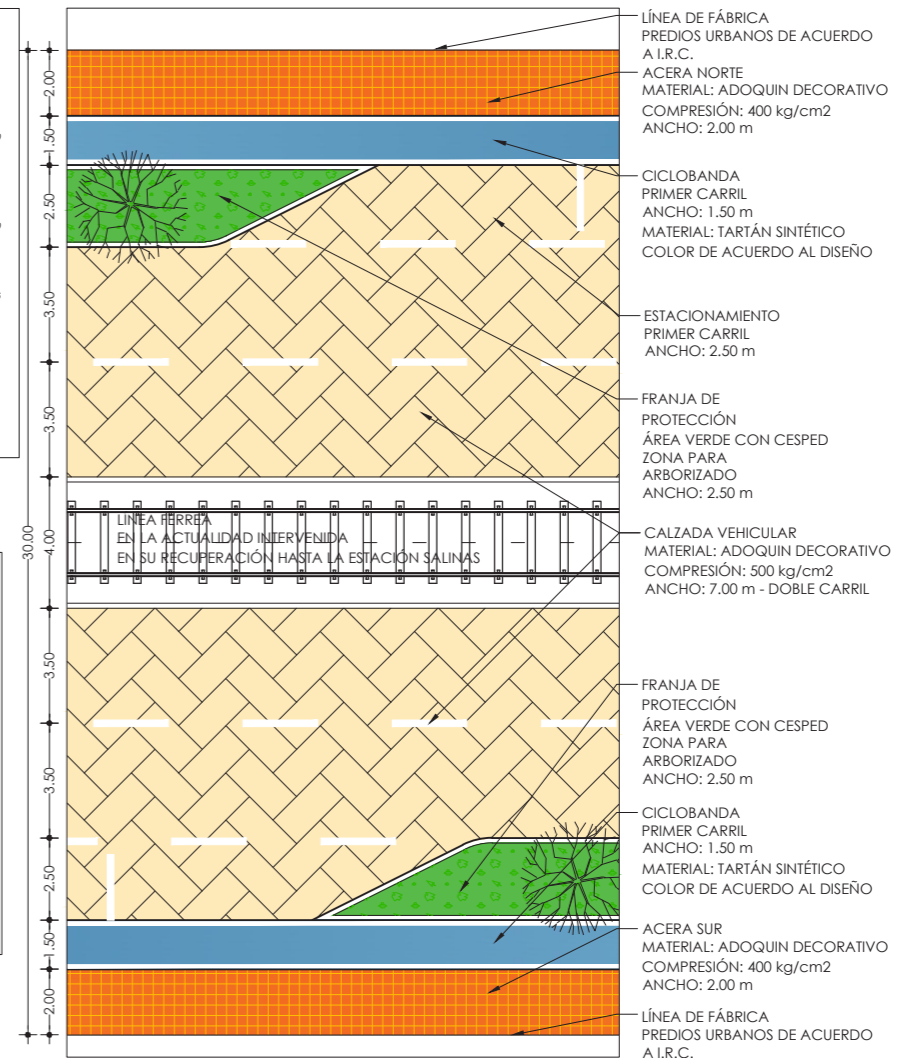 2.00
1.50
2.50
3.50
3.50
4.00
30.00
3.50
3.50
2.50
1.50
2.00
LINEA FERREA
EN LA ACTUALIDAD INTERVENIDA
EN SU RECUPERACIÓN HASTA LA ESTACIÓN SALINAS
LÍNEA DE FÁBRICA
PREDIOS URBANOS DE ACUERDO
A I.R.C.
ACERA NORTE
MATERIAL: ADOQUIN DECORATIVO
COMPRESIÓN: 400 kg/cm2
ANCHO: 2.00 m
CICLOBANDA
PRIMER CARRIL
ANCHO: 1.50 m
MATERIAL: TARTÁN SINTÉTICO
COLOR DE ACUERDO AL DISEÑO
ESTACIONAMIENTO
PRIMER CARRIL
ANCHO: 2.50 m
FRANJA DE
PROTECCIÓN
ÁREA VERDE CON CESPED
ZONA PARA
ARBORIZADO
ANCHO: 2.50 m
CALZADA VEHICULAR
MATERIAL: ADOQUIN DECORATIVO
COMPRESIÓN: 500 kg/cm2
ANCHO: 7.00 m - DOBLE CARRIL
FRANJA DE
PROTECCIÓN
ÁREA VERDE CON CESPED
ZONA PARA
ARBORIZADO
ANCHO: 2.50 m
CICLOBANDA
PRIMER CARRIL
ANCHO: 1.50 m
MATERIAL: TARTÁN SINTÉTICO
COLOR DE ACUERDO AL DISEÑO
ACERA SUR
MATERIAL: ADOQUIN DECORATIVO
COMPRESIÓN: 400 kg/cm2
ANCHO: 2.00 m
LÍNEA DE FÁBRICA
PREDIOS URBANOS DE ACUERDO
A I.R.C.